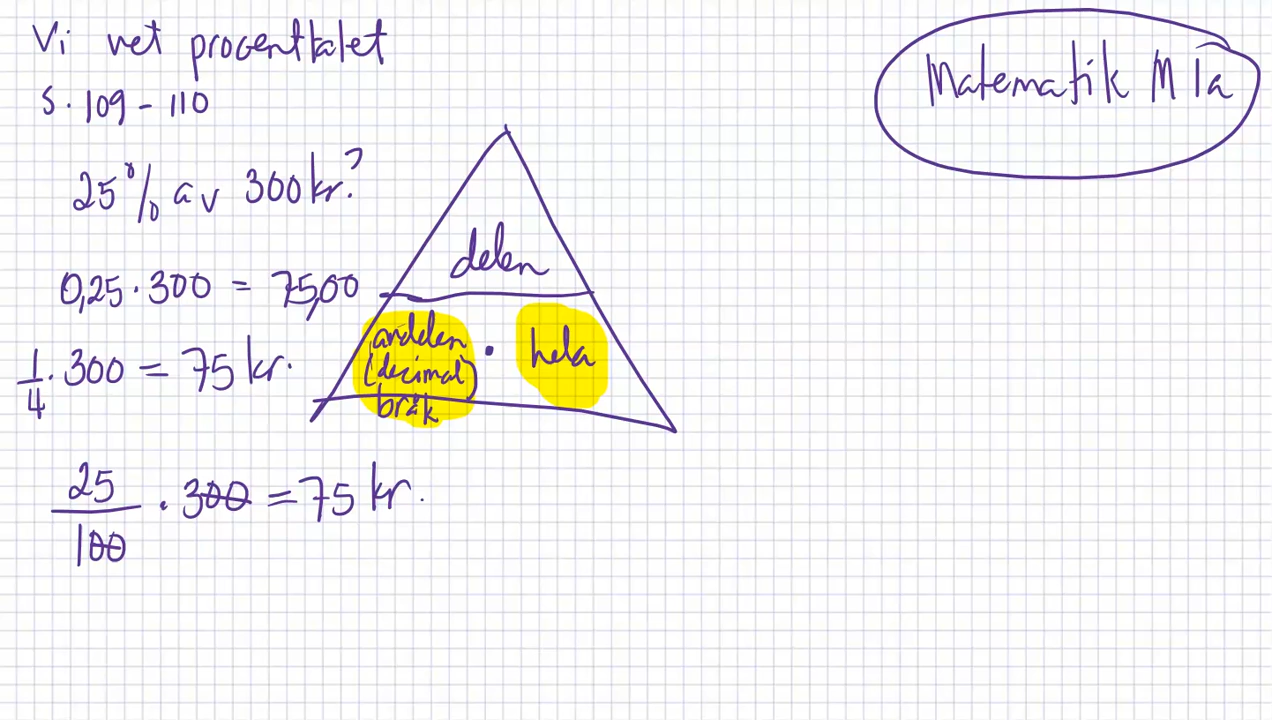 Vi vet procenttalet
s. 109 - 110
Matematik M 1a
25% av 300 kr.?
0,25 · 300 = 75,00
1/4 · 300 = 75 kr.
25/100 · 300 = 75 kr.
delen
andelen
(decimal)
bråk
· hela